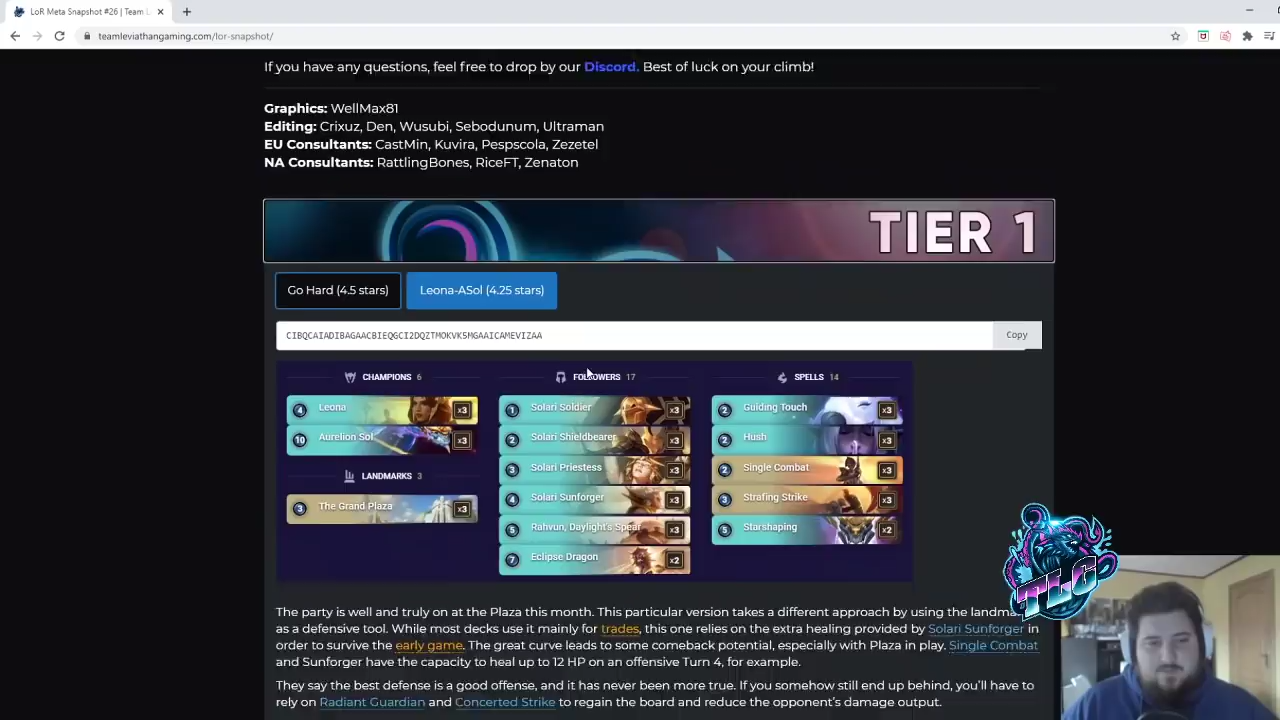 LoR Meta Snapshot #26 | Team L
teamleviathangaming.com/lor-snapshot/
If you have any questions, feel free to drop by our Discord. Best of luck on your climb!
Graphics: WellMax81
Editing: Crixuz, Den, Wusubi, Sebodunum, Ultraman
EU Consultants: CastMin, Kuvira, Pespscola, Zezetel
NA Consultants: RattlingBones, RiceFT, Zenaton
TIER 1
Go Hard (4.5 stars)
Leona-ASol (4.25 stars)
CIBQCAIADIBAGAACBIEQGCI2DQZTMOKVK5MGAAICAMEVIZAA
Copy
CHAMPIONS 6
4 Leona x3
10 Aurelion Sol x3
LANDMARKS 3
3 The Grand Plaza x3
FOLLOWERS 17
1 Solari Soldier x3
2 Solari Shieldbearer x3
3 Solari Priestess x3
4 Solari Sunforger x3
5 Rahvun, Daylight's Spear x3
7 Eclipse Dragon x2
SPELLS 14
2 Guiding Touch x3
2 Hush x3
2 Single Combat x3
3 Strafing Strike x3
5 Starshaping x2
TLG
The party is well and truly on at the Plaza this month. This particular version takes a different approach by using the landma
as a defensive tool. While most decks use it mainly for trades, this one relies on the extra healing provided by Solari Sunforger in
order to survive the early game. The great curve leads to some comeback potential, especially with Plaza in play. Single Combat
and Sunforger have the capacity to heal up to 12 HP on an offensive Turn 4, for example.
They say the best defense is a good offense, and it has never been more true. If you somehow still end up behind, you'll have to
rely on Radiant Guardian and Concerted Strike to regain the board and reduce the opponent's damage output.